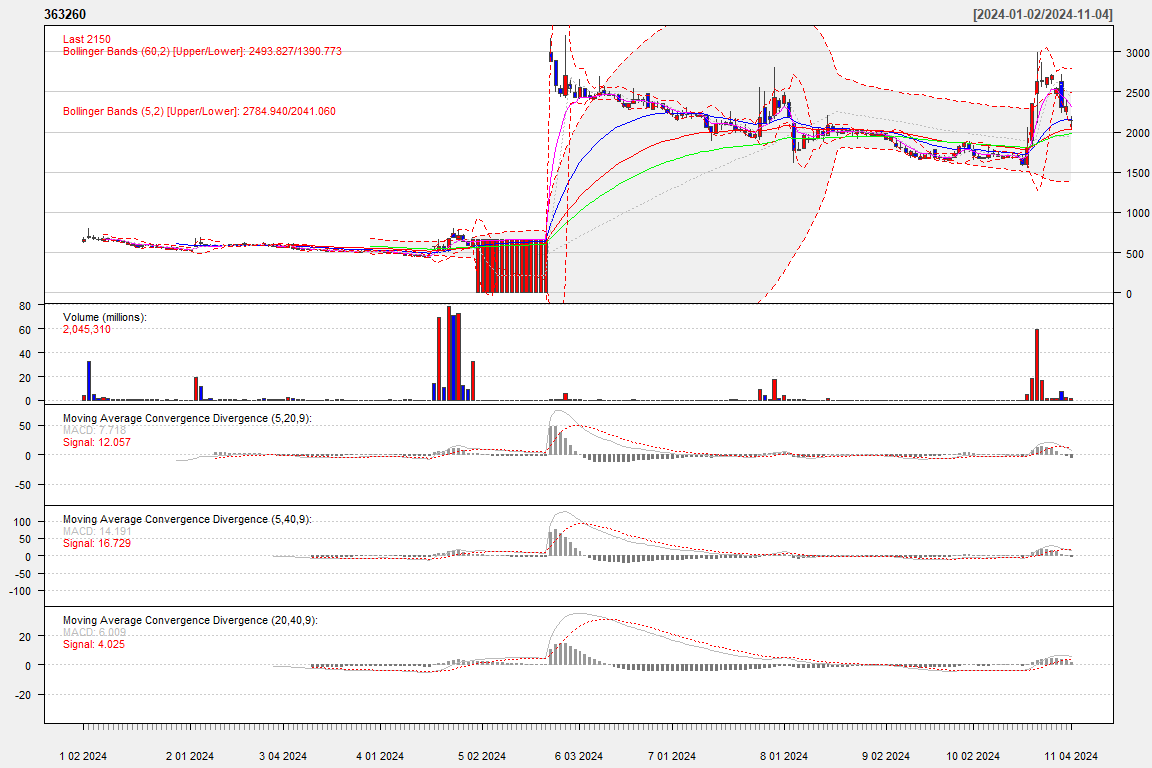 363260 [2024-01-02/2024-11-04]
Last 2150
Bollinger Bands (60,2) [Upper/Lower]: 2493.827/1390.773
Bollinger Bands (5,2) [Upper/Lower]: 2784.940/2041.060
3000
2500
2000
1500
1000
500
0
Volume (millions):
2,045,310
80
60
40
20
0
Moving Average Convergence Divergence (5,20,9):
MACD: 7.718
Signal: 12.057
50
0
-50
Moving Average Convergence Divergence (5,40,9):
MACD: 14.191
Signal: 16.729
100
50
0
-50
-100
Moving Average Convergence Divergence (20,40,9):
MACD: 6.009
Signal: 4.025
20
0
-20
1 02 2024 2 01 2024 3 04 2024 4 01 2024 5 02 2024 6 03 2024 7 01 2024 8 01 2024 9 02 2024 10 02 2024 11 04 2024